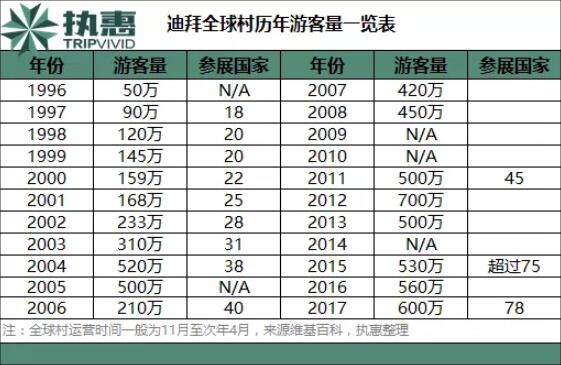 执惠
TRIPVIVID
迪拜全球村历年游客量一览表
年份 游客量 参展国家 年份 游客量 参展国家
1996 50万 N/A 2007 420万
1997 90万 18 2008 450万
1998 120万 20 2009 N/A
1999 145万 20 2010 N/A
2000 159万 22 2011 500万 45
2001 168万 25 2012 700万
2002 233万 28 2013 500万
2003 310万 31 2014 N/A
2004 520万 38 2015 530万 超过75
2005 500万 N/A 2016 560万
2006 210万 40 2017 600万 78
注：全球村运营时间一般为11月至次年4月，来源维基百科，执惠整理